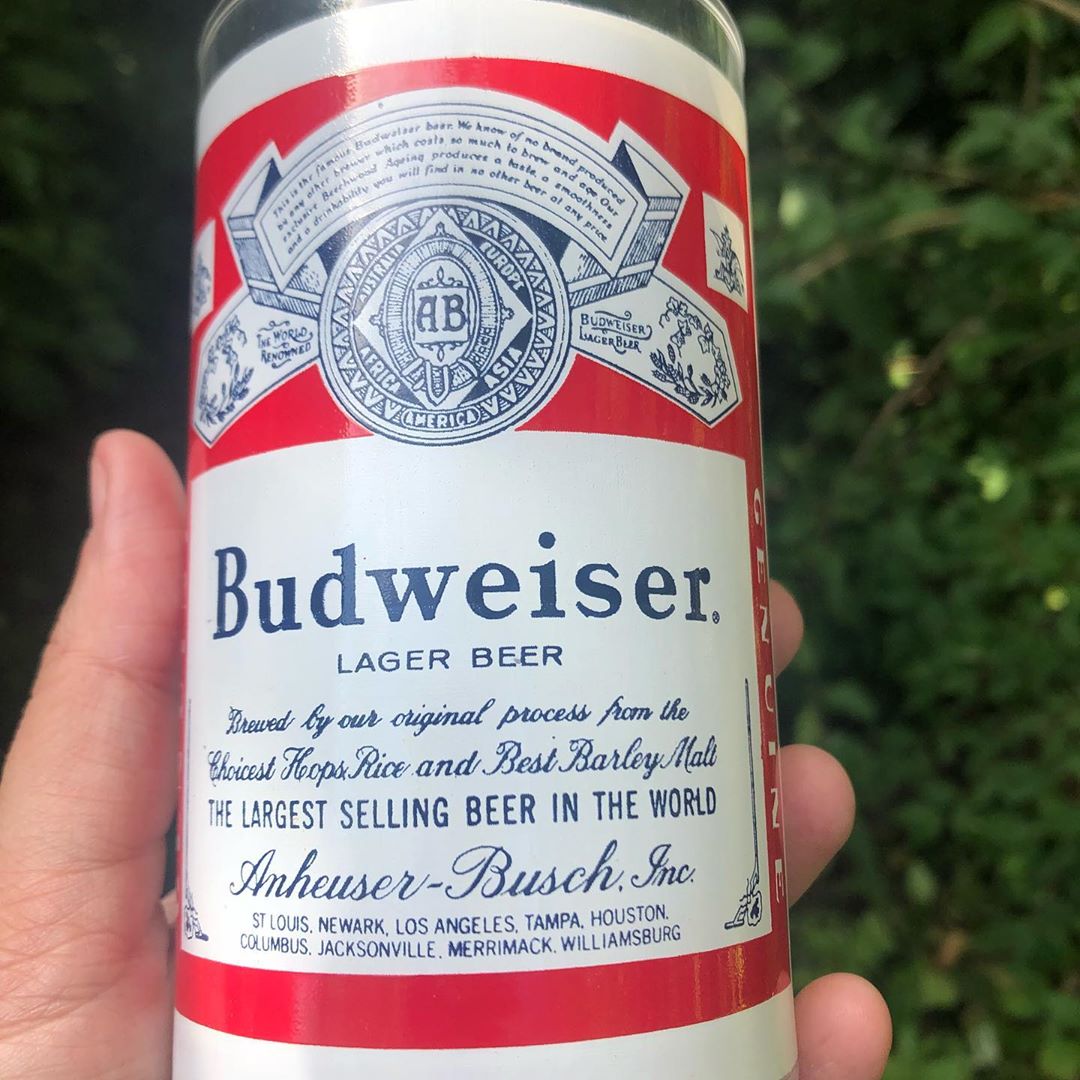 This is the famous Budweiser beer. We know of no brand produced
by any other brewer which costs so much to brew and age. Our
exclusive Beechwood Ageing produces a taste, a smoothness
and a drinkability you will find in no other beer at any price
EUROPE
ASIA
AMERICA
AB
THE WORLD
RENOWNED
BUDWEISER
LAGER BEER
Budweiser®
LAGER BEER
Brewed by our original process from the
Choicest Hops, Rice and Best Barley Malt
THE LARGEST SELLING BEER IN THE WORLD
Anheuser-Busch, Inc.
ST LOUIS, NEWARK, LOS ANGELES, TAMPA, HOUSTON,
COLUMBUS, JACKSONVILLE, MERRIMACK, WILLIAMSBURG
GENUINE